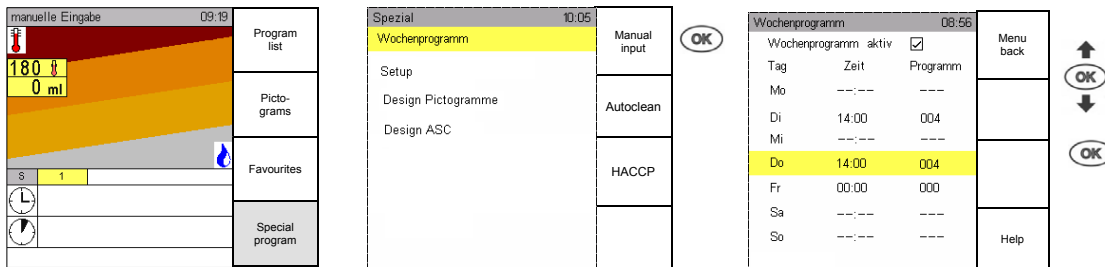 manuelle Eingabe 09:19
180
0 ml
S 1
Program
list
Picto-
grams
Favourites
Special
program
Spezial 10:05
Wochenprogramm
Setup
Design Pictogramme
Design ASC
Manual
input
Autoclean
HACCP
OK
Wochenprogramm 08:56
Wochenprogramm aktiv
Tag Zeit Programm
Mo --:-- ---
Di 14:00 004
Mi --:-- ---
Do 14:00 004
Fr 00:00 000
Sa --:-- ---
So --:-- ---
Menu
back
Help
OK
OK